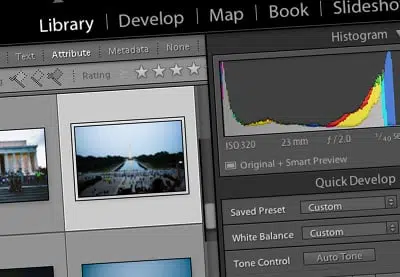 Library | Develop | Map | Book | Slidesho
Text | Attribute | Metadata | None
Rating
Histogram
ISO 320 23 mm ƒ / 2.0 1/40 se
Original + Smart Preview
Quick Develop
Saved Preset Custom
White Balance Custom
Tone Control Auto Tone